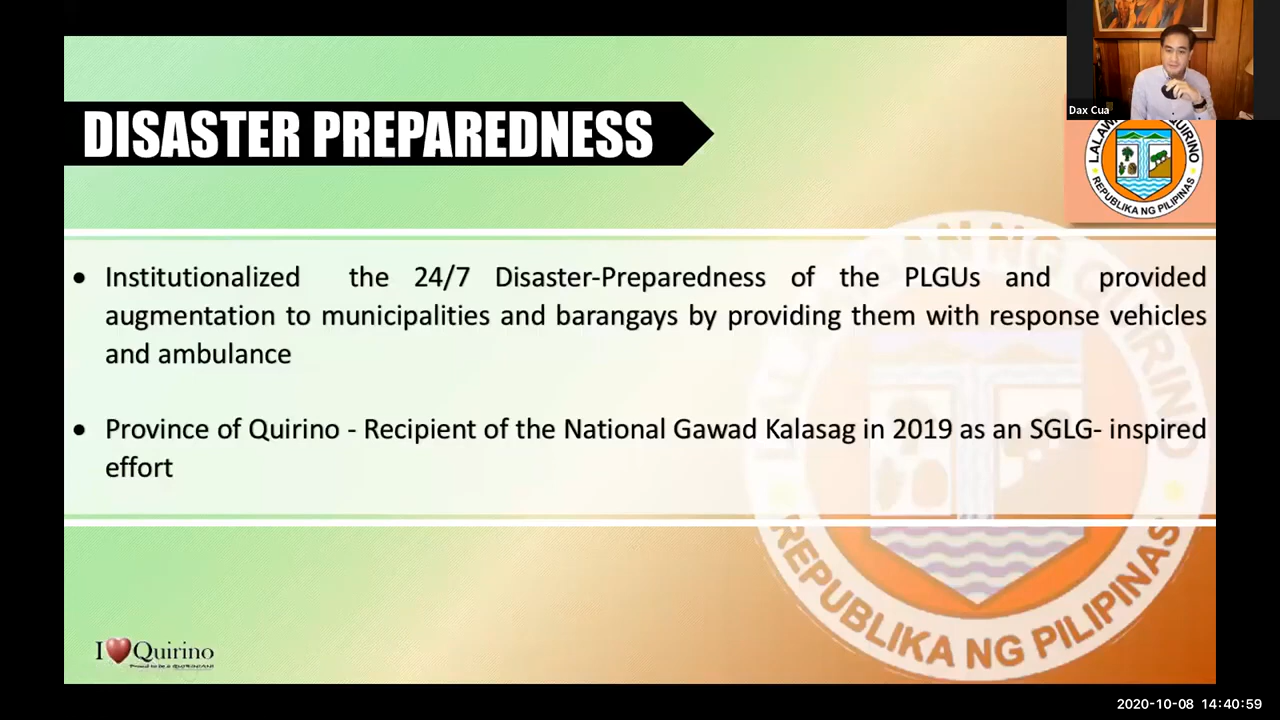 Dax Cua
DISASTER PREPAREDNESS
QUIRINO
REPUBLIKA NG PILIPINAS
• Institutionalized the 24/7 Disaster-Preparedness of the PLGUs and provided
augmentation to municipalities and barangays by providing them with response vehicles
and ambulance
• Province of Quirino - Recipient of the National Gawad Kalasag in 2019 as an SGLG- inspired
effort
QUIRINO
REPUBLIKA NG PILIPINAS
I Quirino
2020-10-08 14:40:59